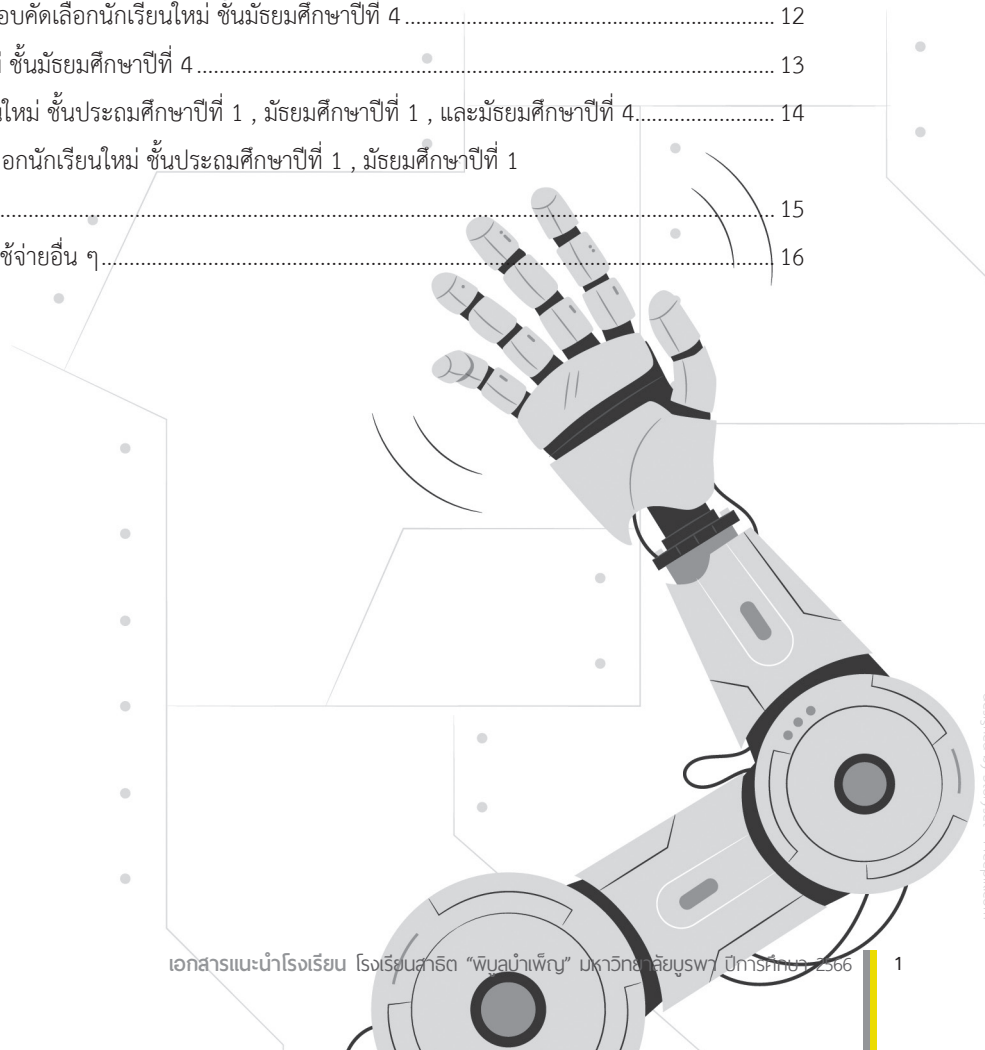 อบคัดเลือกนักเรียนใหม่ ชั้นมัธยมศึกษาปีที่ 4 .......... 12
ชั้นมัธยมศึกษาปีที่ 4 .......... 13
ใหม่ ชั้นประถมศึกษาปีที่ 1 , มัธยมศึกษาปีที่ 1 , และมัธยมศึกษาปีที่ 4 .......... 14
อกนักเรียนใหม่ ชั้นประถมศึกษาปีที่ 1 , มัธยมศึกษาปีที่ 1
.......... 15
ช้จ่ายอื่น ๆ .......... 16
เอกสารแนะนำโรงเรียน โรงเรียนสาธิต “พิบูลบำเพ็ญ” มหาวิทยาลัยบูรพา ปีการศึกษา 2566 1